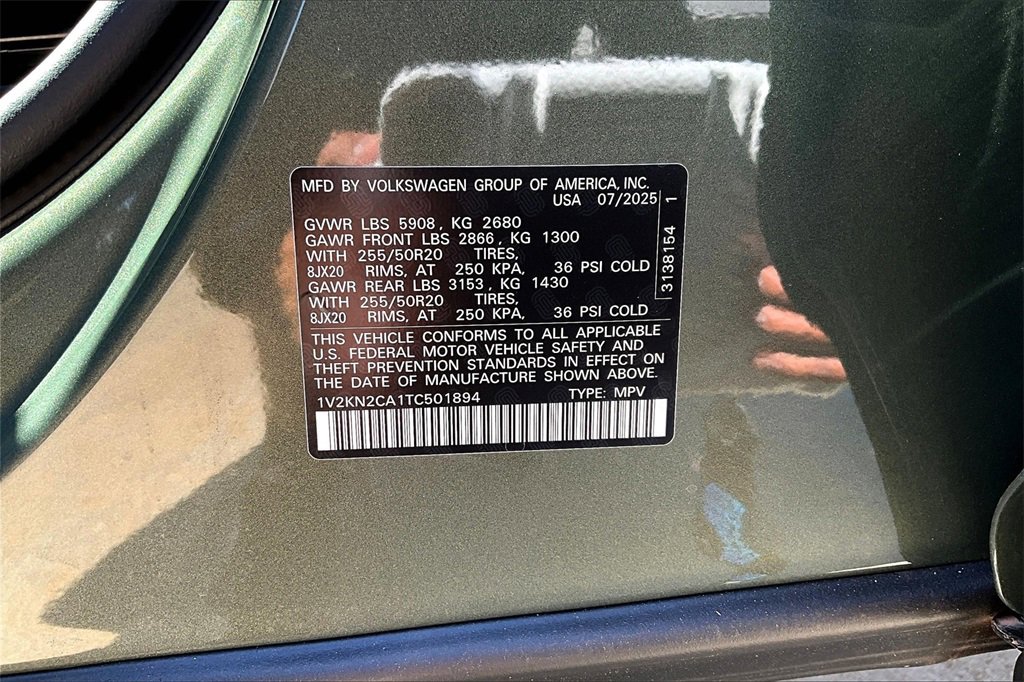 MFD BY VOLKSWAGEN GROUP OF AMERICA, INC.
USA 07/2025
GVWR LBS 5908, KG 2680
GAWR FRONT LBS 2866, KG 1300
WITH 255/50R20 TIRES,
8JX20 RIMS, AT 250 KPA, 36 PSI COLD
GAWR REAR LBS 3153, KG 1430
WITH 255/50R20 TIRES,
8JX20 RIMS, AT 250 KPA, 36 PSI COLD
THIS VEHICLE CONFORMS TO ALL APPLICABLE
U.S. FEDERAL MOTOR VEHICLE SAFETY AND
THEFT PREVENTION STANDARDS IN EFFECT ON
THE DATE OF MANUFACTURE SHOWN ABOVE.
1V2KN2CA1TC501894 TYPE: MPV
3138154 1